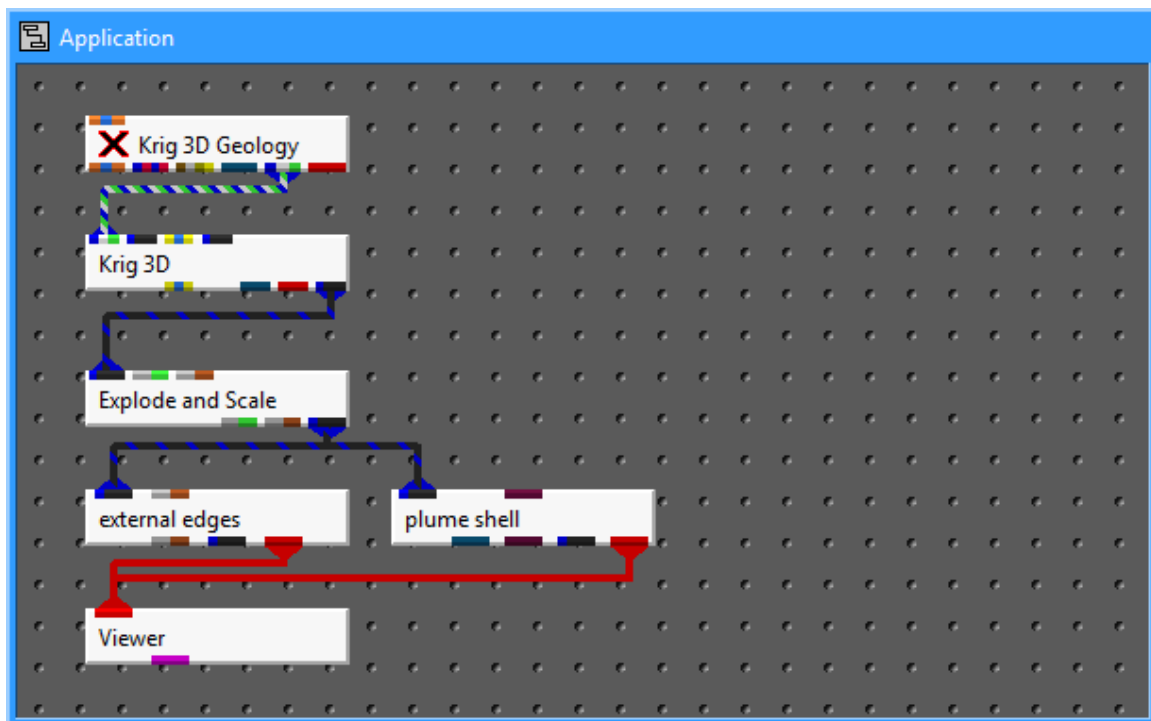 Application
Krig 3D Geology
Krig 3D
Explode and Scale
external edges
plume shell
Viewer